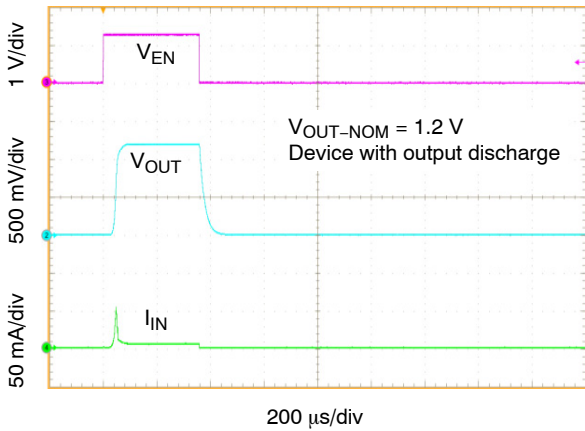 1 V/div
V_EN
V_OUT–NOM = 1.2 V
Device with output discharge
500 mV/div
V_OUT
50 mA/div
I_IN
200 µs/div